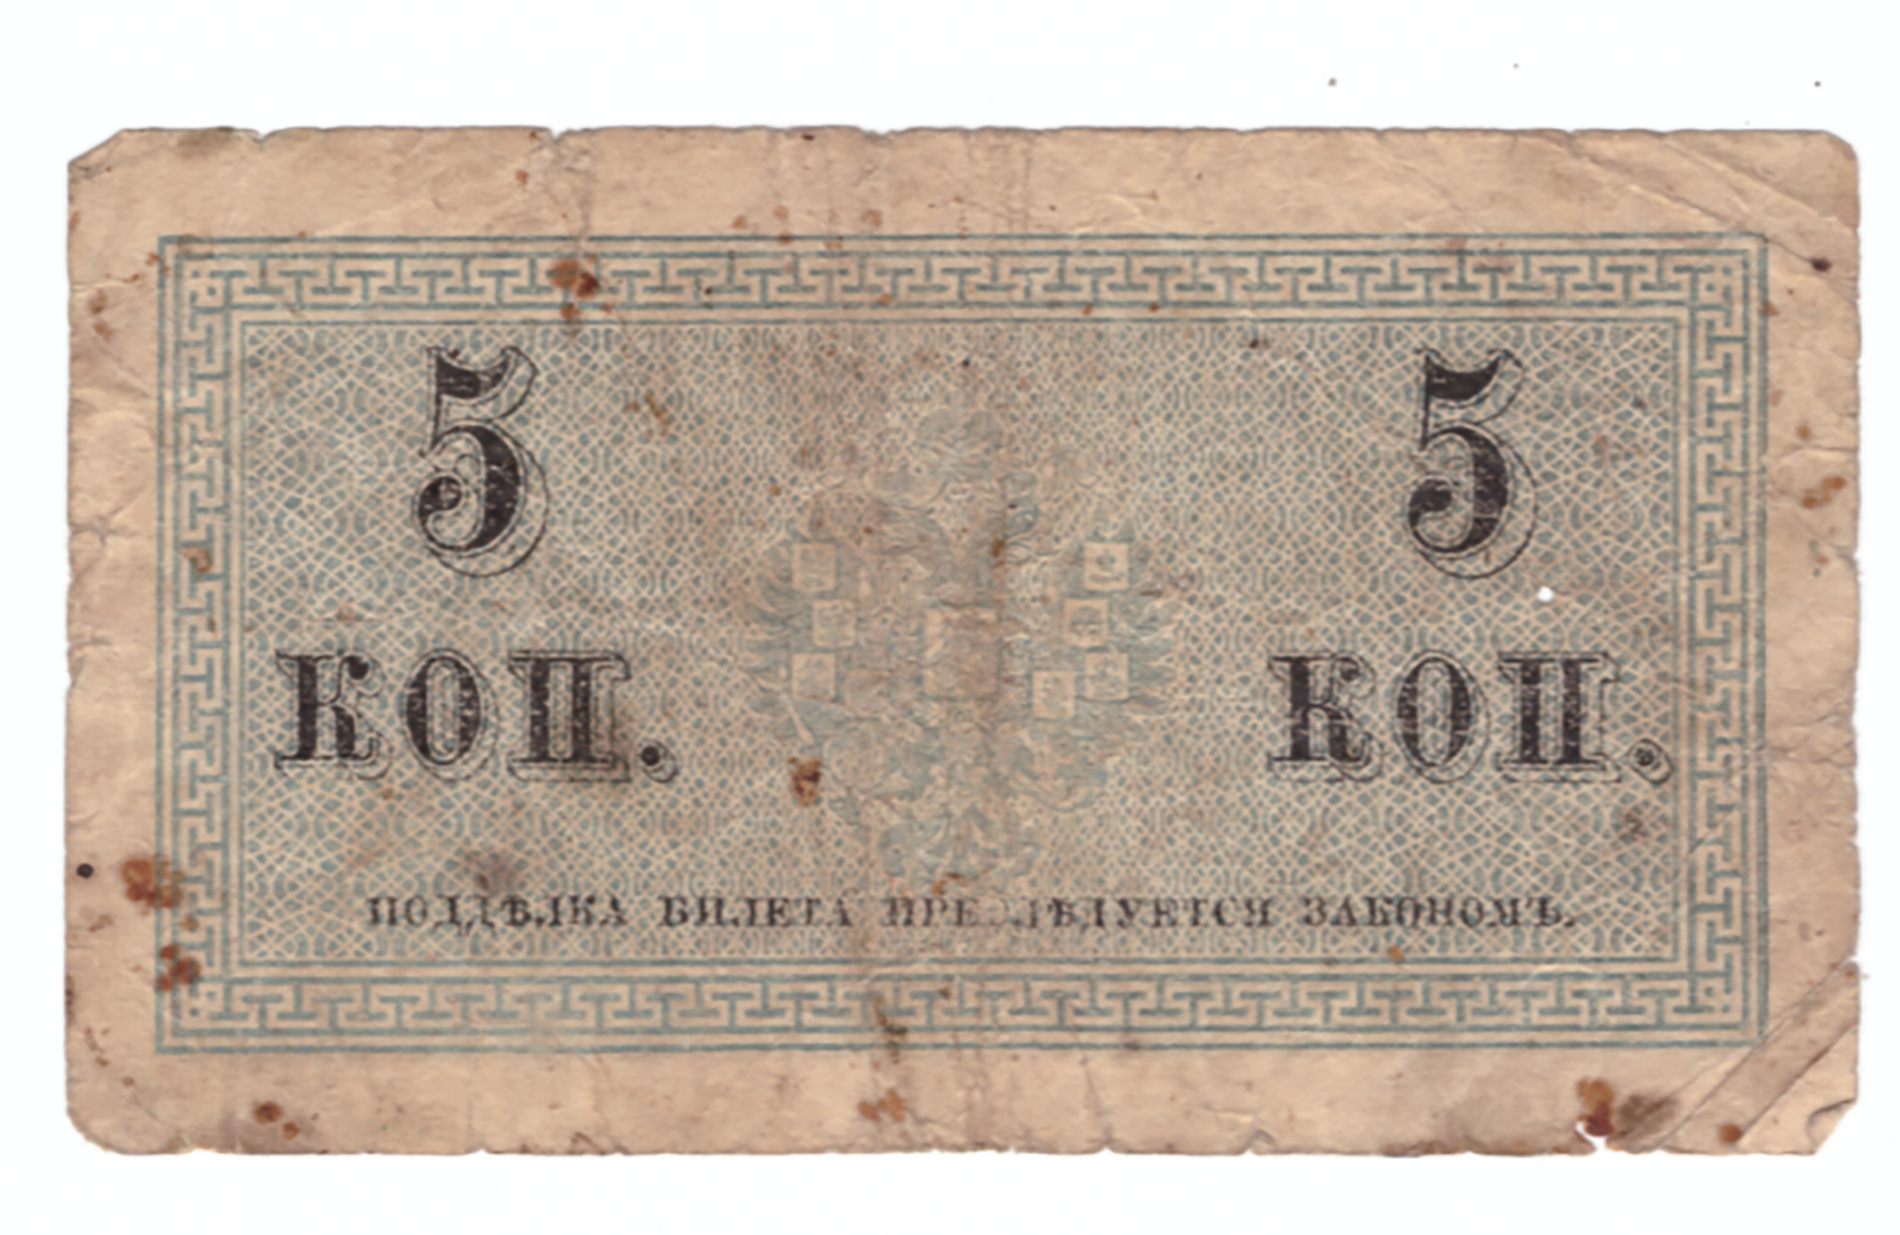 5 5
КОП. КОП.
ПОДДѢЛКА БИЛЕТА ПРЕСЛѢДУЕТСЯ ЗАКОНОМЪ.